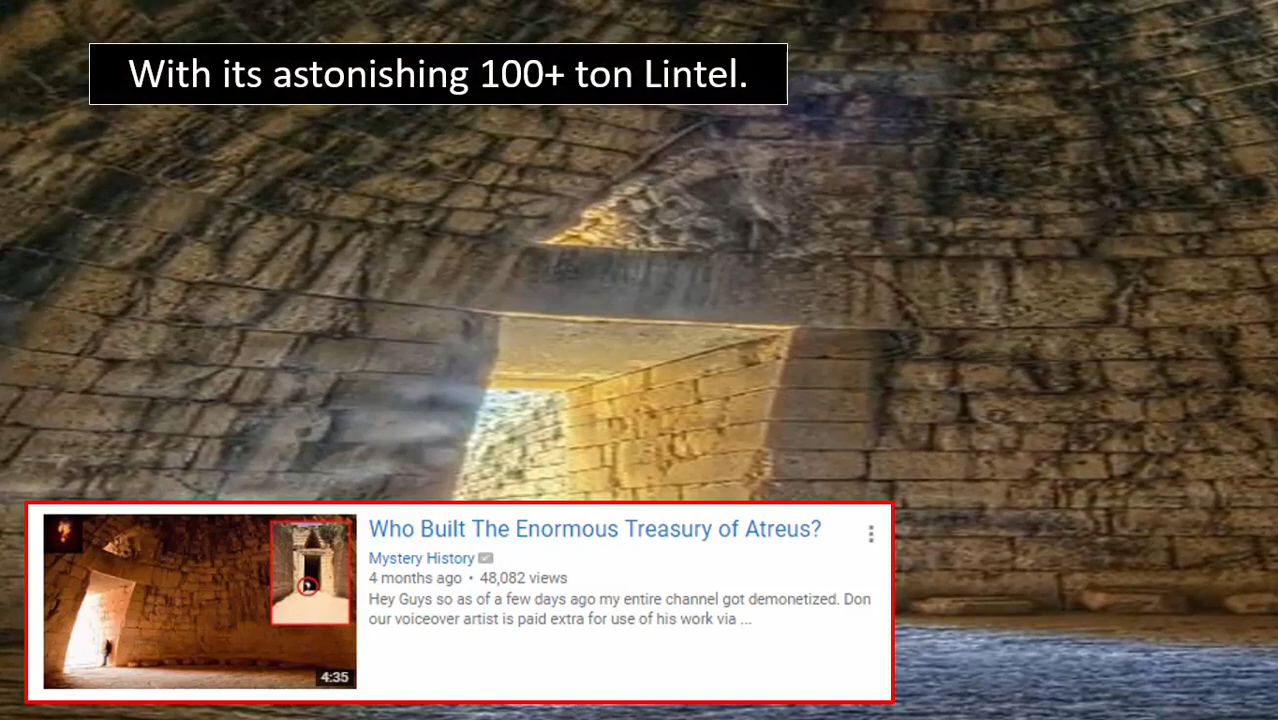 With its astonishing 100+ ton Lintel.
Who Built The Enormous Treasury of Atreus?
Mystery History
4 months ago • 48,082 views
Hey Guys so as of a few days ago my entire channel got demonetized. Don
our voiceover artist is paid extra for use of his work via ...
4:35